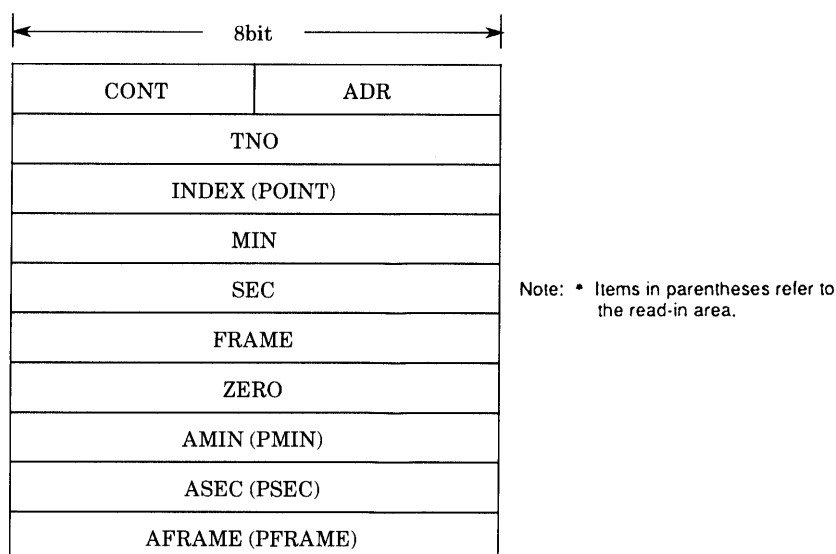 8bit
CONT ADR
TNO
INDEX (POINT)
MIN
SEC
Note: * Items in parentheses refer to
the read-in area.
FRAME
ZERO
AMIN (PMIN)
ASEC (PSEC)
AFRAME (PFRAME)